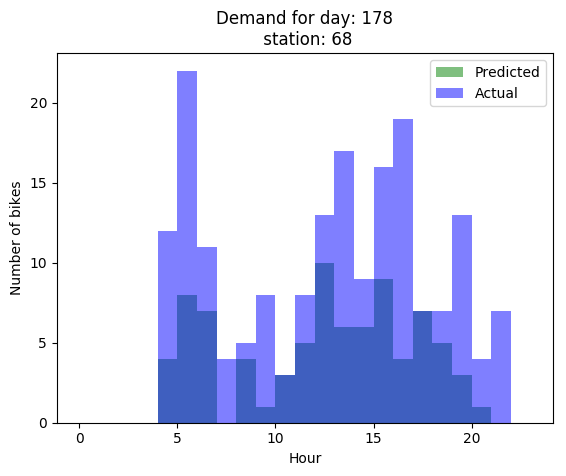 Demand for day: 178
station: 68
Predicted
Actual
Number of bikes
20
15
10
5
0
0
5
10
15
20
Hour